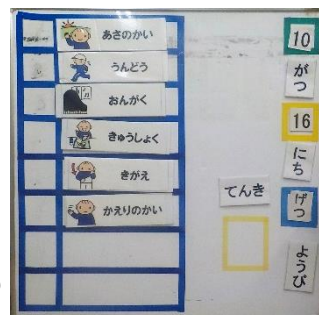 あさのかい
うんどう
おんがく
きゅうしょく
きがえ
かえりのかい
てんき
10
がつ
16
にち
げつ
ようび